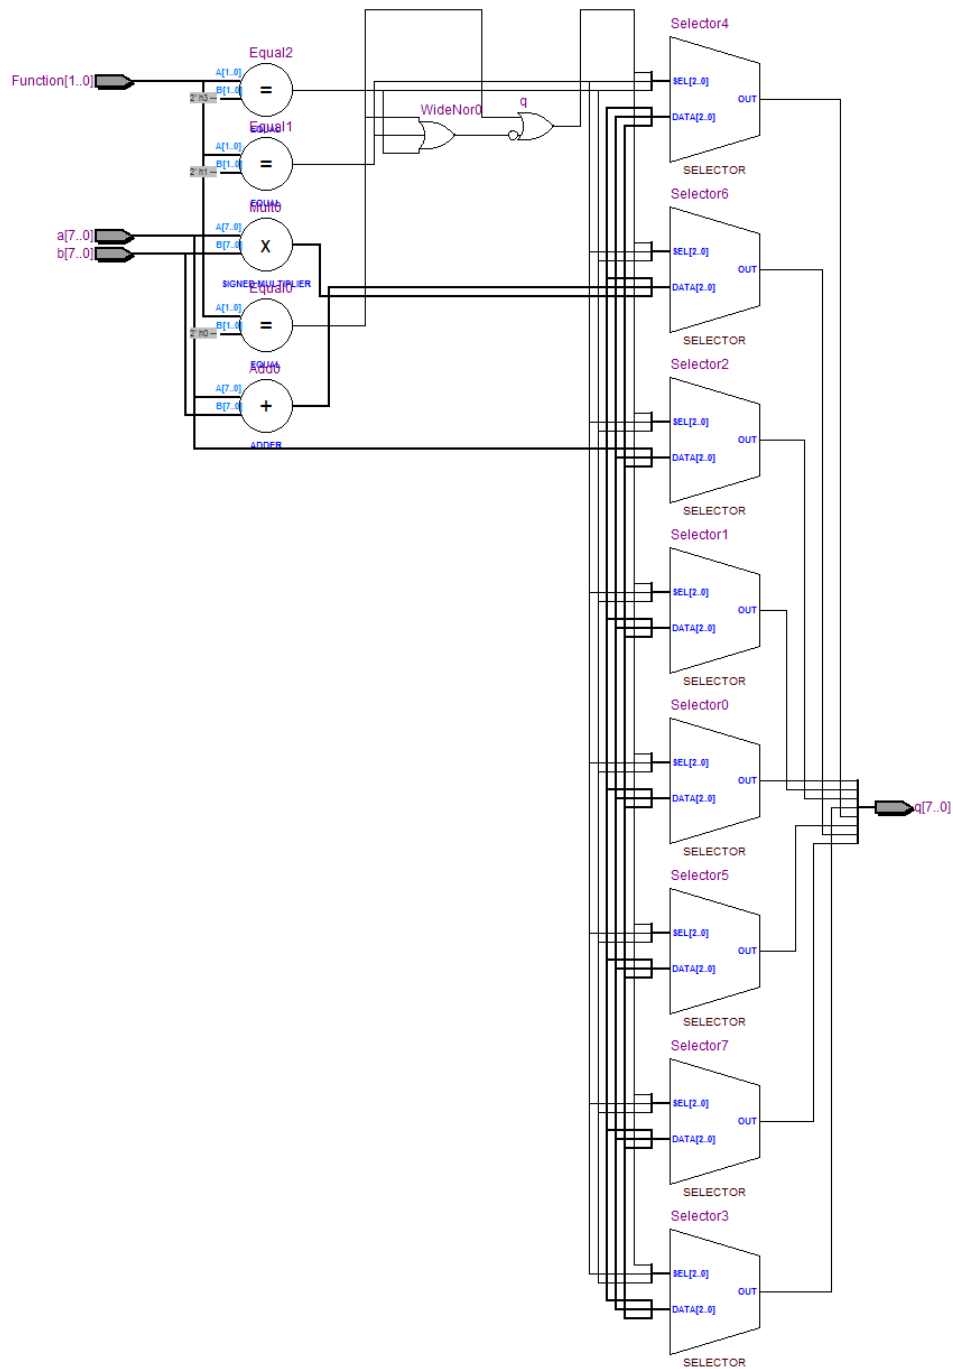 Function[1..0]
Equal2
A[1..0]
B[1..0]
2' h3 --
=
EQUAL
Equal1
A[1..0]
B[1..0]
2' h1 --
=
EQUAL
a[7..0]
b[7..0]
Mult0
A[7..0]
B[7..0]
X
SIGNED MULTIPLIER
Equal0
A[1..0]
B[1..0]
2' h0 --
=
EQUAL
Add0
A[7..0]
B[7..0]
+
ADDER
WideNor0
q
Selector4
SEL[2..0]
DATA[2..0]
OUT
SELECTOR
Selector6
SEL[2..0]
DATA[2..0]
OUT
SELECTOR
Selector2
SEL[2..0]
DATA[2..0]
OUT
SELECTOR
Selector1
SEL[2..0]
DATA[2..0]
OUT
SELECTOR
Selector0
SEL[2..0]
DATA[2..0]
OUT
SELECTOR
Selector5
SEL[2..0]
DATA[2..0]
OUT
SELECTOR
Selector7
SEL[2..0]
DATA[2..0]
OUT
SELECTOR
Selector3
SEL[2..0]
DATA[2..0]
OUT
SELECTOR
q[7..0]